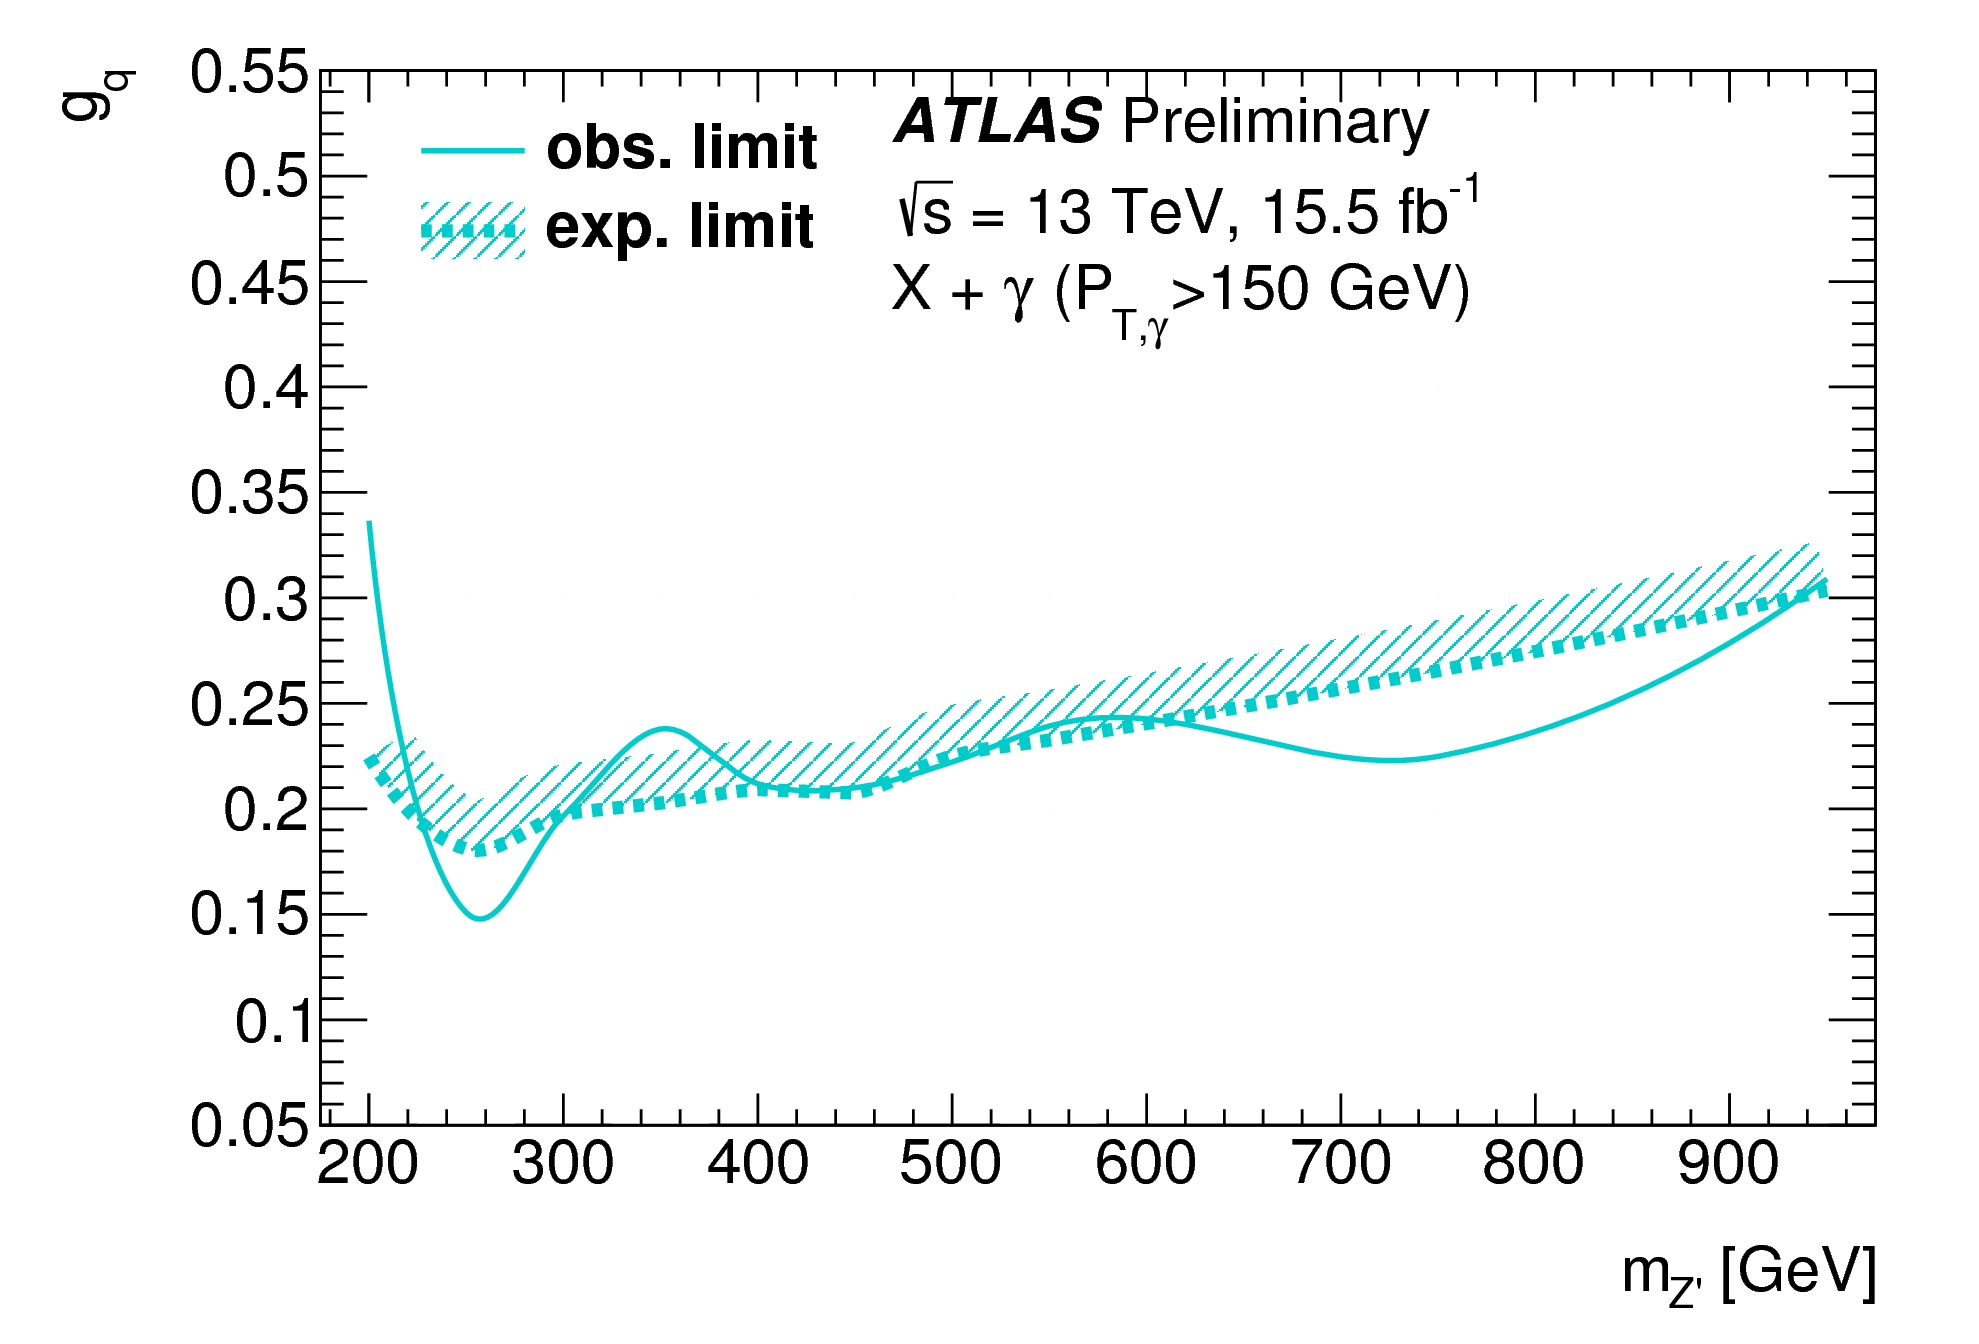 g_q
0.55
0.5
0.45
0.4
0.35
0.3
0.25
0.2
0.15
0.1
0.05
obs. limit
exp. limit
ATLAS Preliminary
√s = 13 TeV, 15.5 fb⁻¹
X + γ (P_T,γ >150 GeV)
200 300 400 500 600 700 800 900
m_Z' [GeV]